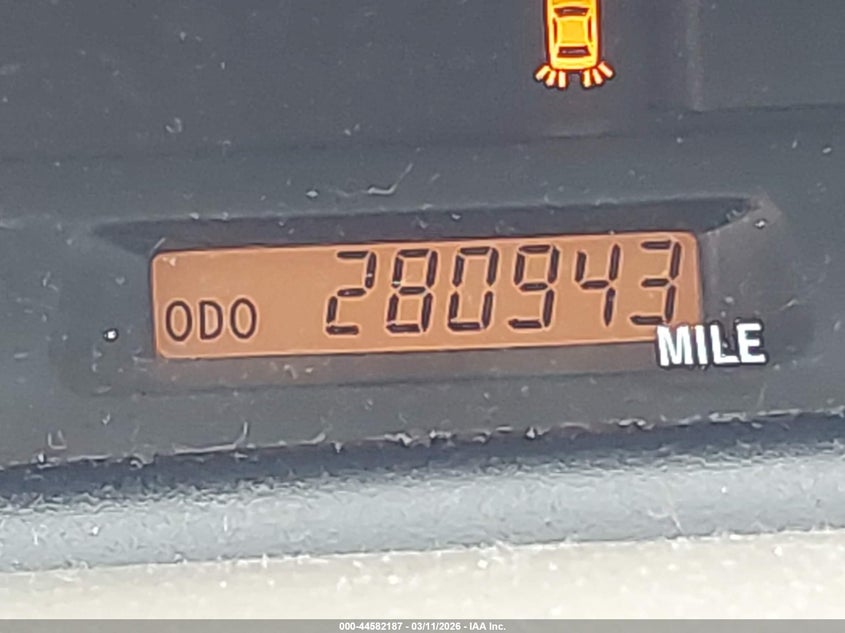 ODO 280943
MILE
000-44582187 - 03/11/2026 - IAA Inc.